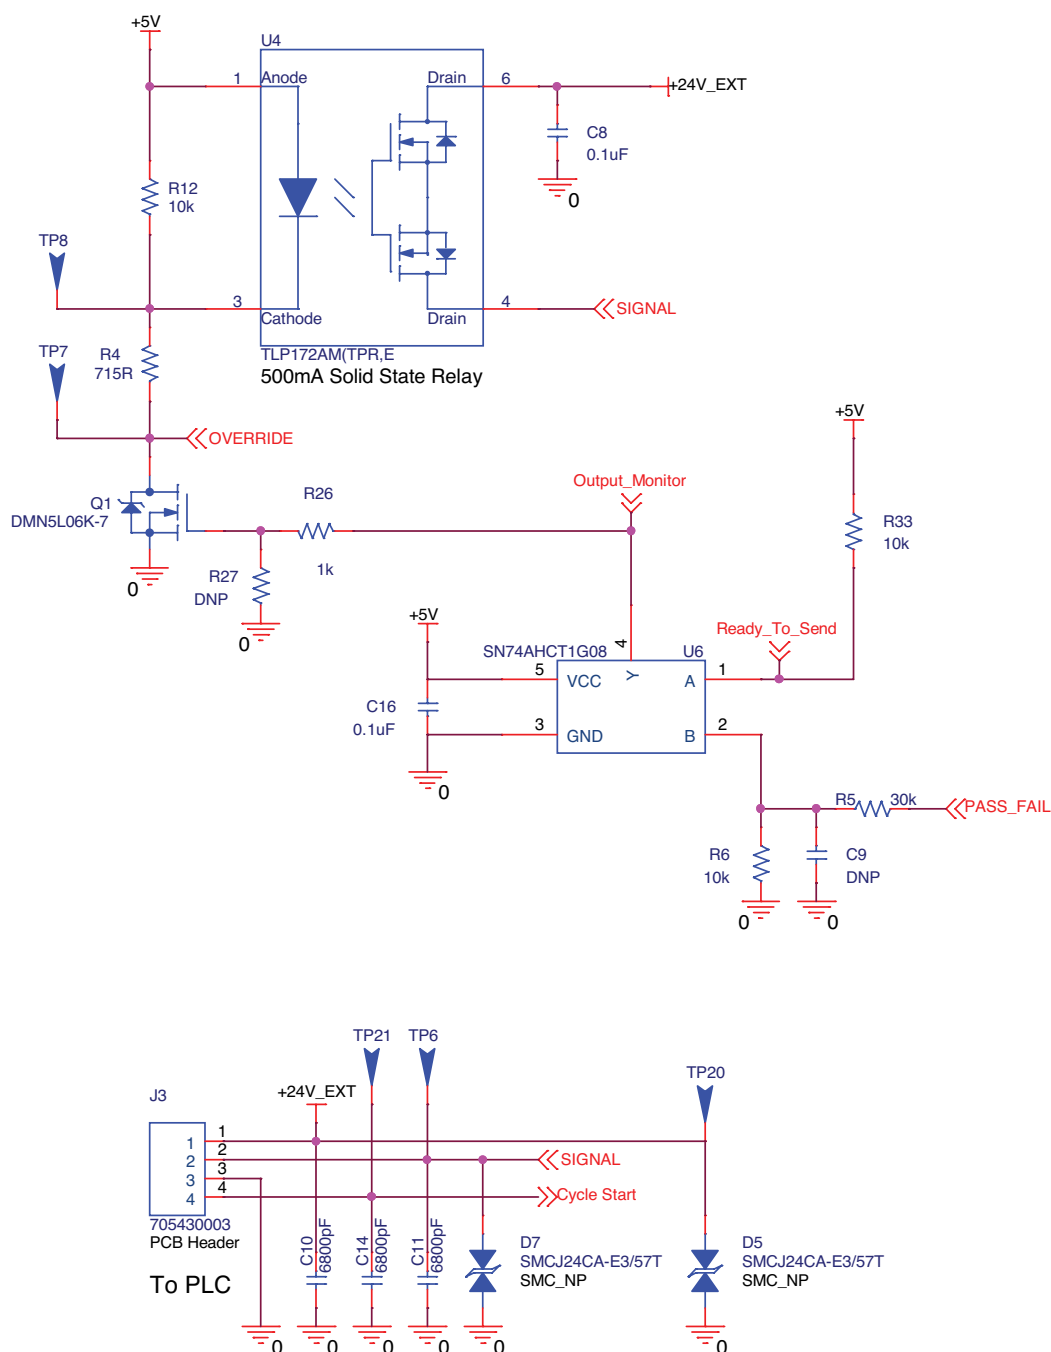 +5V
U4
1
Anode
Drain
6
+24V_EXT
C8
0.1uF
0
R12
10k
TP8
3
Cathode
Drain
4
SIGNAL
TLP172AM(TPR,E
500mA Solid State Relay
TP7
R4
715R
OVERRIDE
+5V
Q1
DMN5L06K-7
R26
1k
Output_Monitor
R33
10k
0
R27
DNP
0
+5V
Ready_To_Send
SN74AHCT1G08
4
U6
5
VCC
Y
A
1
C16
0.1uF
3
GND
B
2
0
R5
30k
PASS_FAIL
R6
10k
C9
DNP
0
0
TP21
TP6
TP20
J3
+24V_EXT
1
1
2
2
SIGNAL
3
3
4
4
Cycle Start
705430003
PCB Header
To PLC
C10
6800pF
C14
6800pF
C11
6800pF
D7
SMCJ24CA-E3/57T
SMC_NP
D5
SMCJ24CA-E3/57T
SMC_NP
0
0
0
0
0
0